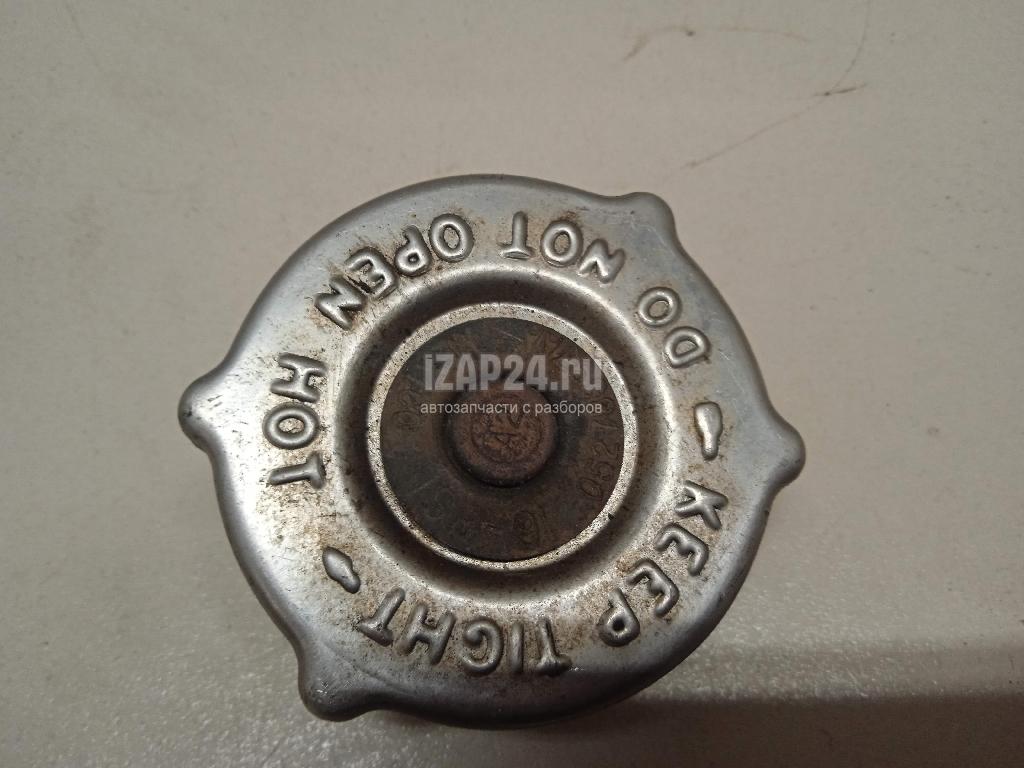 DO NOT OPEN HOT
KEEP TIGHT
iZAP24.ru
автозапчасти с разборов